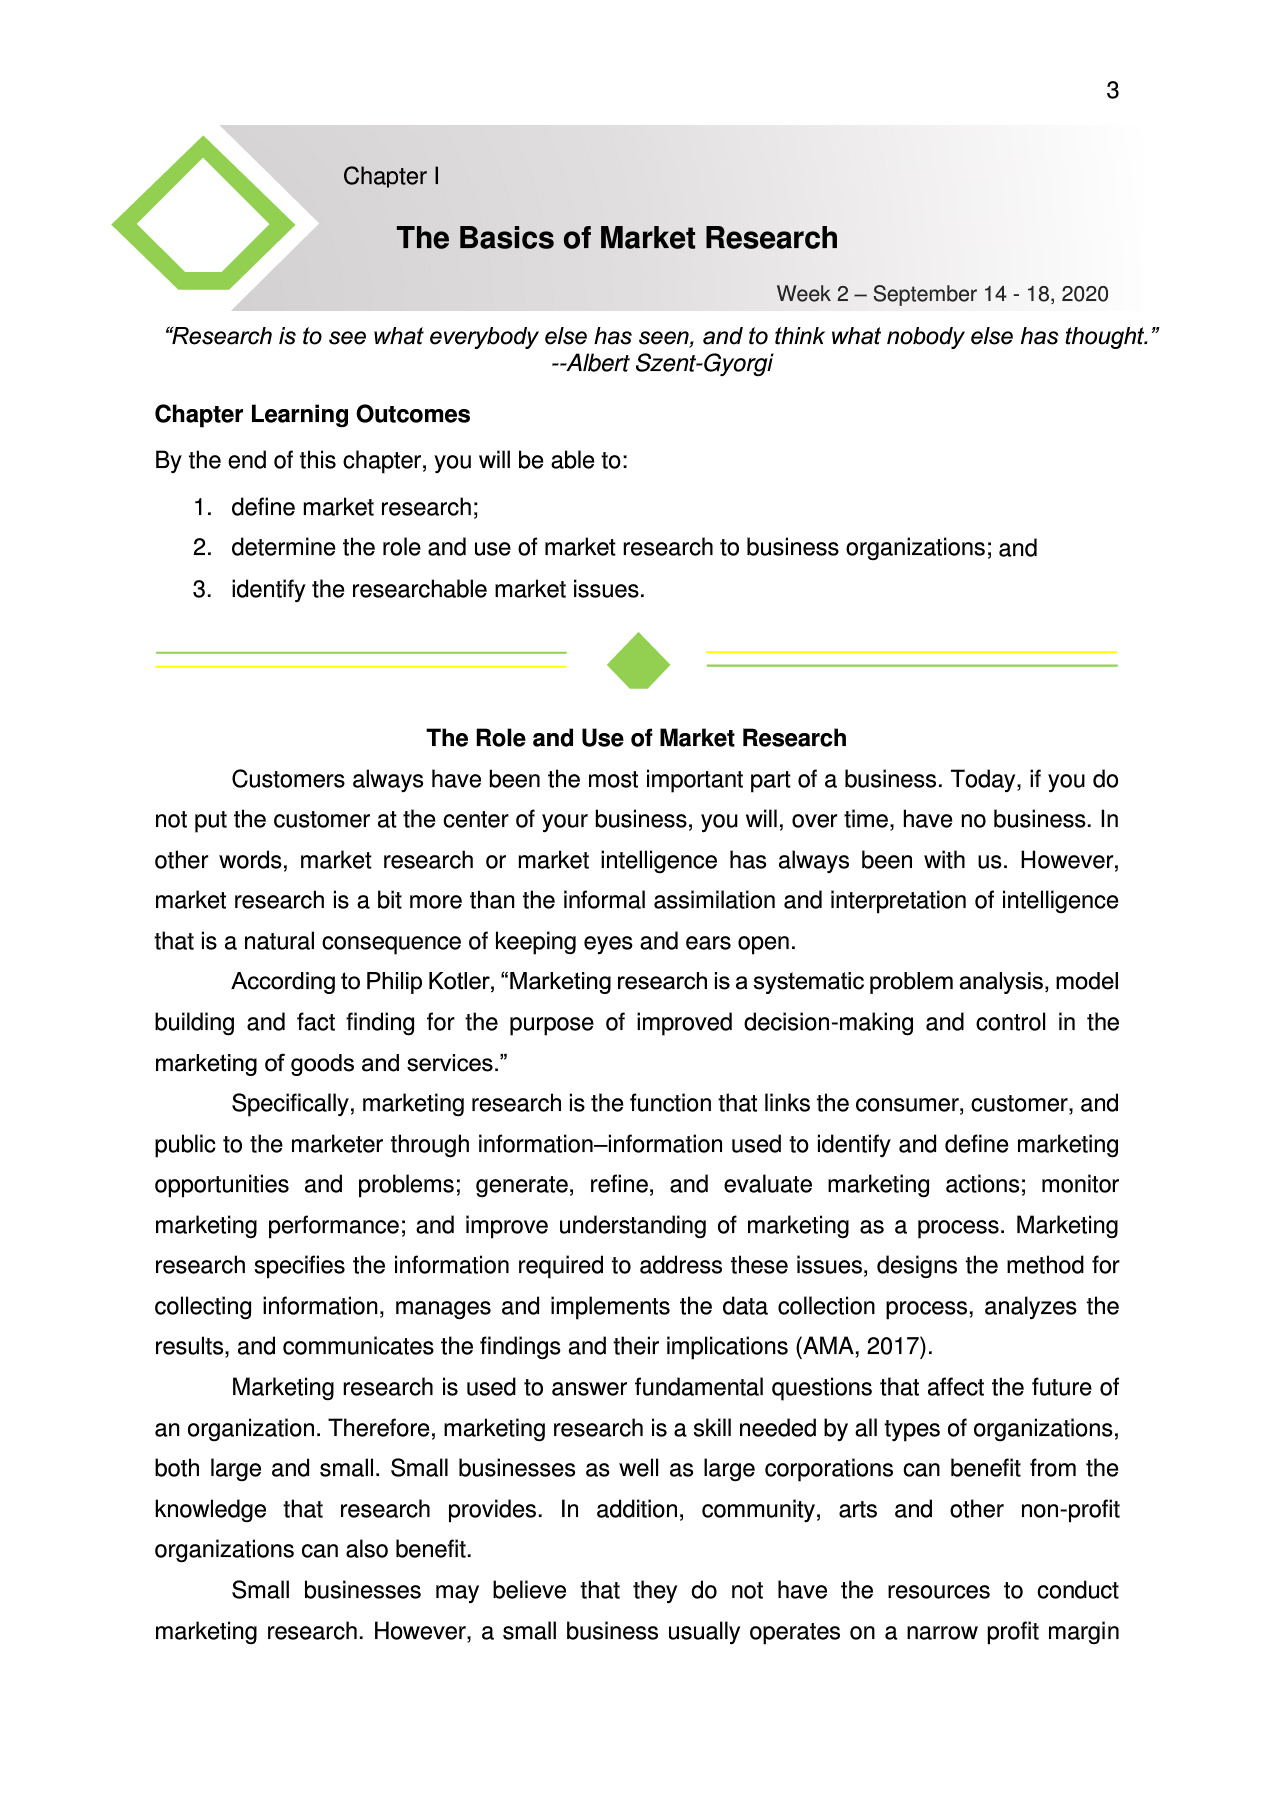 3
Chapter I
The Basics of Market Research
Week 2 – September 14 - 18, 2020
“Research is to see what everybody else has seen, and to think what nobody else has thought.”
--Albert Szent-Gyorgi
Chapter Learning Outcomes
By the end of this chapter, you will be able to:
1. define market research;
2. determine the role and use of market research to business organizations; and
3. identify the researchable market issues.
The Role and Use of Market Research
Customers always have been the most important part of a business. Today, if you do
not put the customer at the center of your business, you will, over time, have no business. In
other words, market research or market intelligence has always been with us. However,
market research is a bit more than the informal assimilation and interpretation of intelligence
that is a natural consequence of keeping eyes and ears open.
According to Philip Kotler, “Marketing research is a systematic problem analysis, model
building and fact finding for the purpose of improved decision-making and control in the
marketing of goods and services.”
Specifically, marketing research is the function that links the consumer, customer, and
public to the marketer through information–information used to identify and define marketing
opportunities and problems; generate, refine, and evaluate marketing actions; monitor
marketing performance; and improve understanding of marketing as a process. Marketing
research specifies the information required to address these issues, designs the method for
collecting information, manages and implements the data collection process, analyzes the
results, and communicates the findings and their implications (AMA, 2017).
Marketing research is used to answer fundamental questions that affect the future of
an organization. Therefore, marketing research is a skill needed by all types of organizations,
both large and small. Small businesses as well as large corporations can benefit from the
knowledge that research provides. In addition, community, arts and other non-profit
organizations can also benefit.
Small businesses may believe that they do not have the resources to conduct
marketing research. However, a small business usually operates on a narrow profit margin